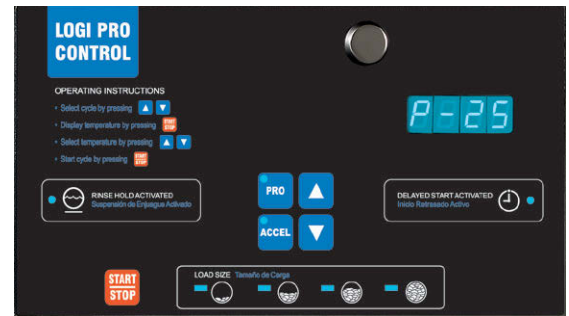 LOGI PRO
CONTROL
OPERATING INSTRUCTIONS
• Select cycle by pressing
• Display temperature by pressing START STOP
• Select temperature by pressing
• Start cycle by pressing START STOP
P-25
RINSE HOLD ACTIVATED
Suspensión de Enjuague Activado
PRO
ACCEL
DELAYED START ACTIVATED
Inicio Retrasado Activo
START
STOP
LOAD SIZE Tamaño de Carga